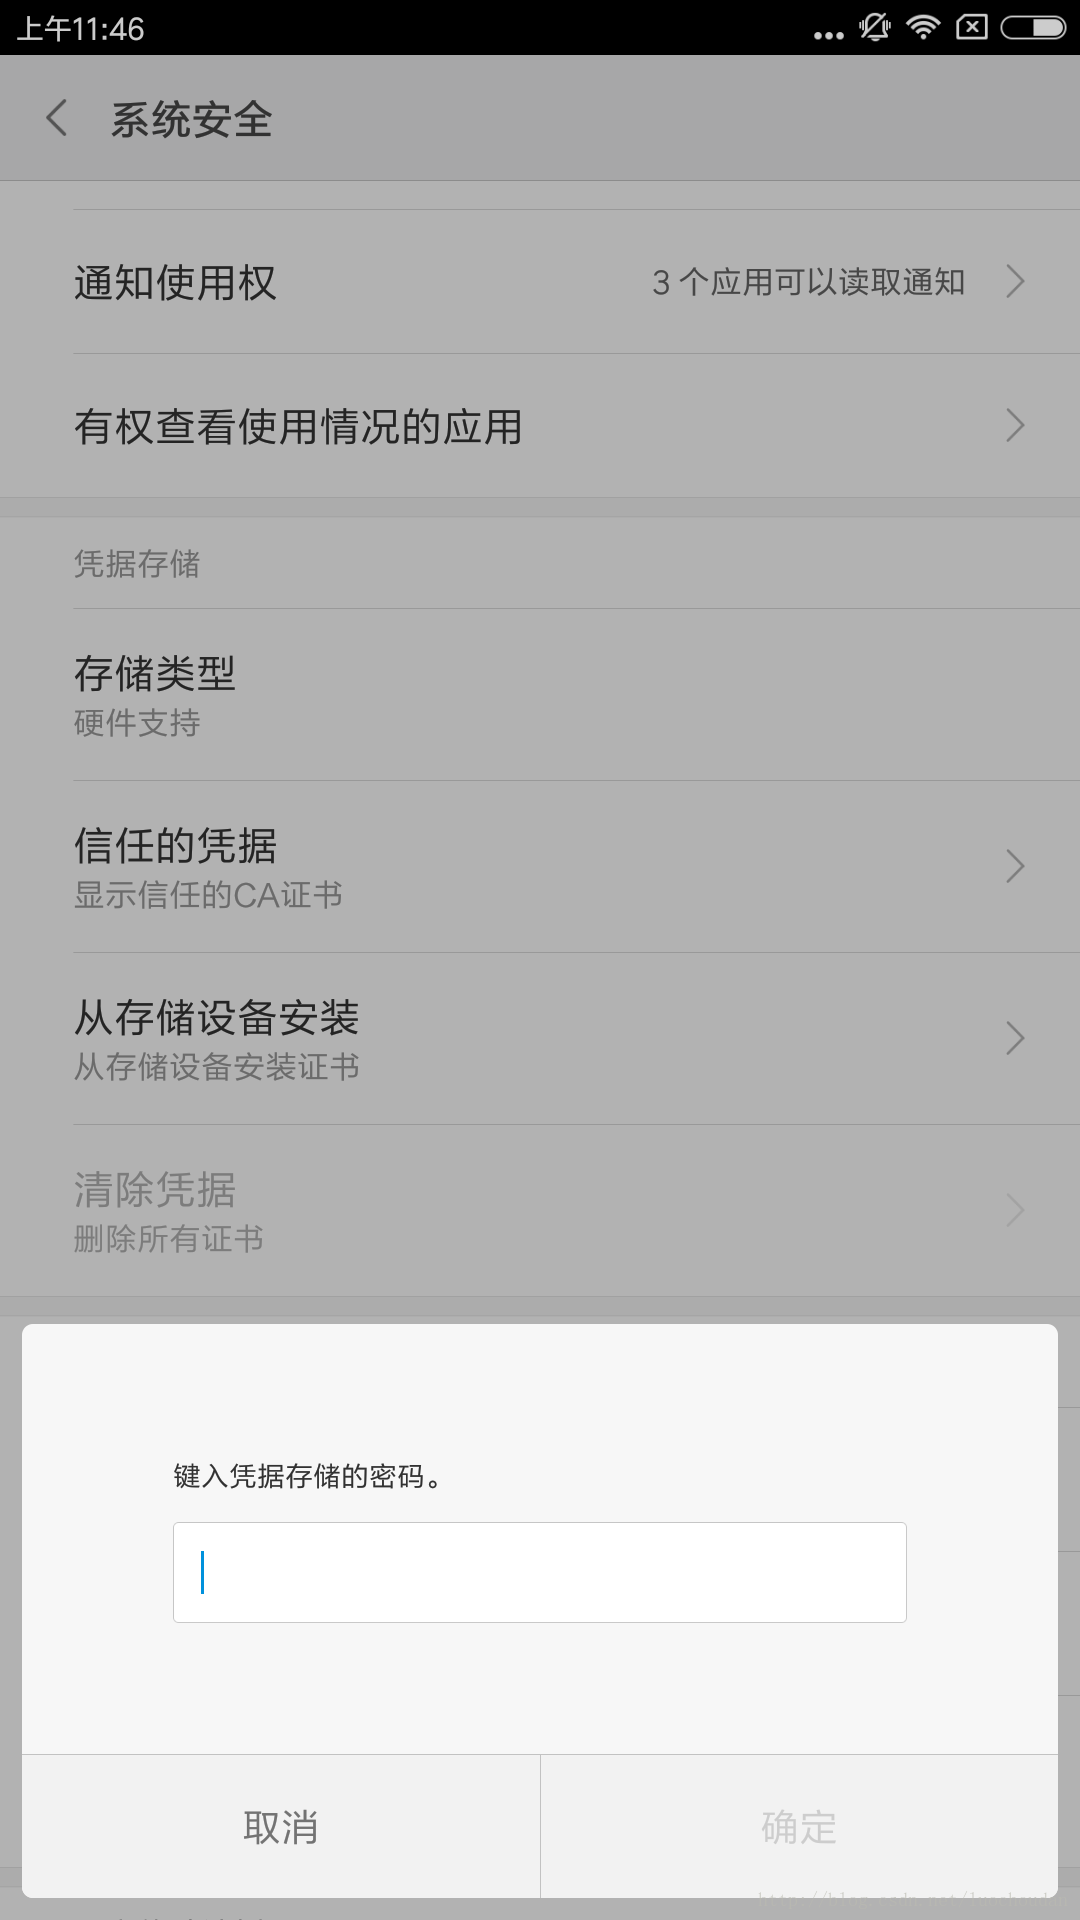 上午11:46
系统安全
通知使用权
3 个应用可以读取通知
有权查看使用情况的应用
凭据存储
存储类型
硬件支持
信任的凭据
显示信任的CA证书
从存储设备安装
从存储设备安装证书
清除凭据
删除所有证书
键入凭据存储的密码。
取消
确定